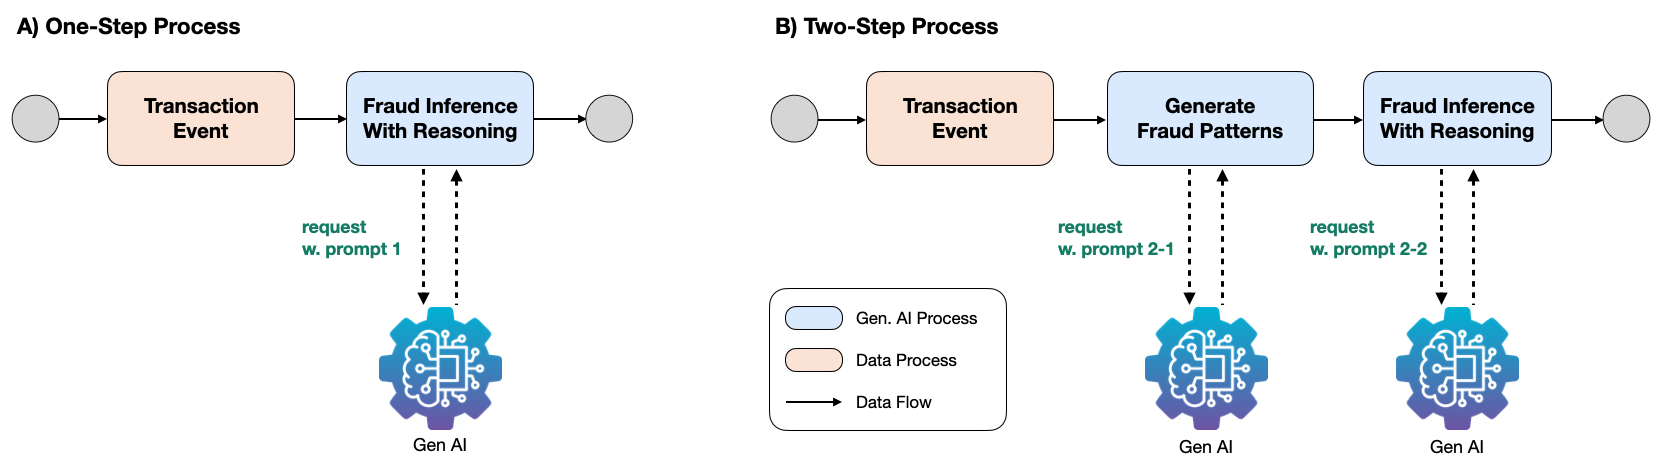 A) One-Step Process
Transaction
Event
Fraud Inference
With Reasoning
request
w. prompt 1
Gen AI
B) Two-Step Process
Transaction
Event
Generate
Fraud Patterns
Fraud Inference
With Reasoning
request
w. prompt 2-1
request
w. prompt 2-2
Gen. AI Process
Data Process
Data Flow
Gen AI
Gen AI